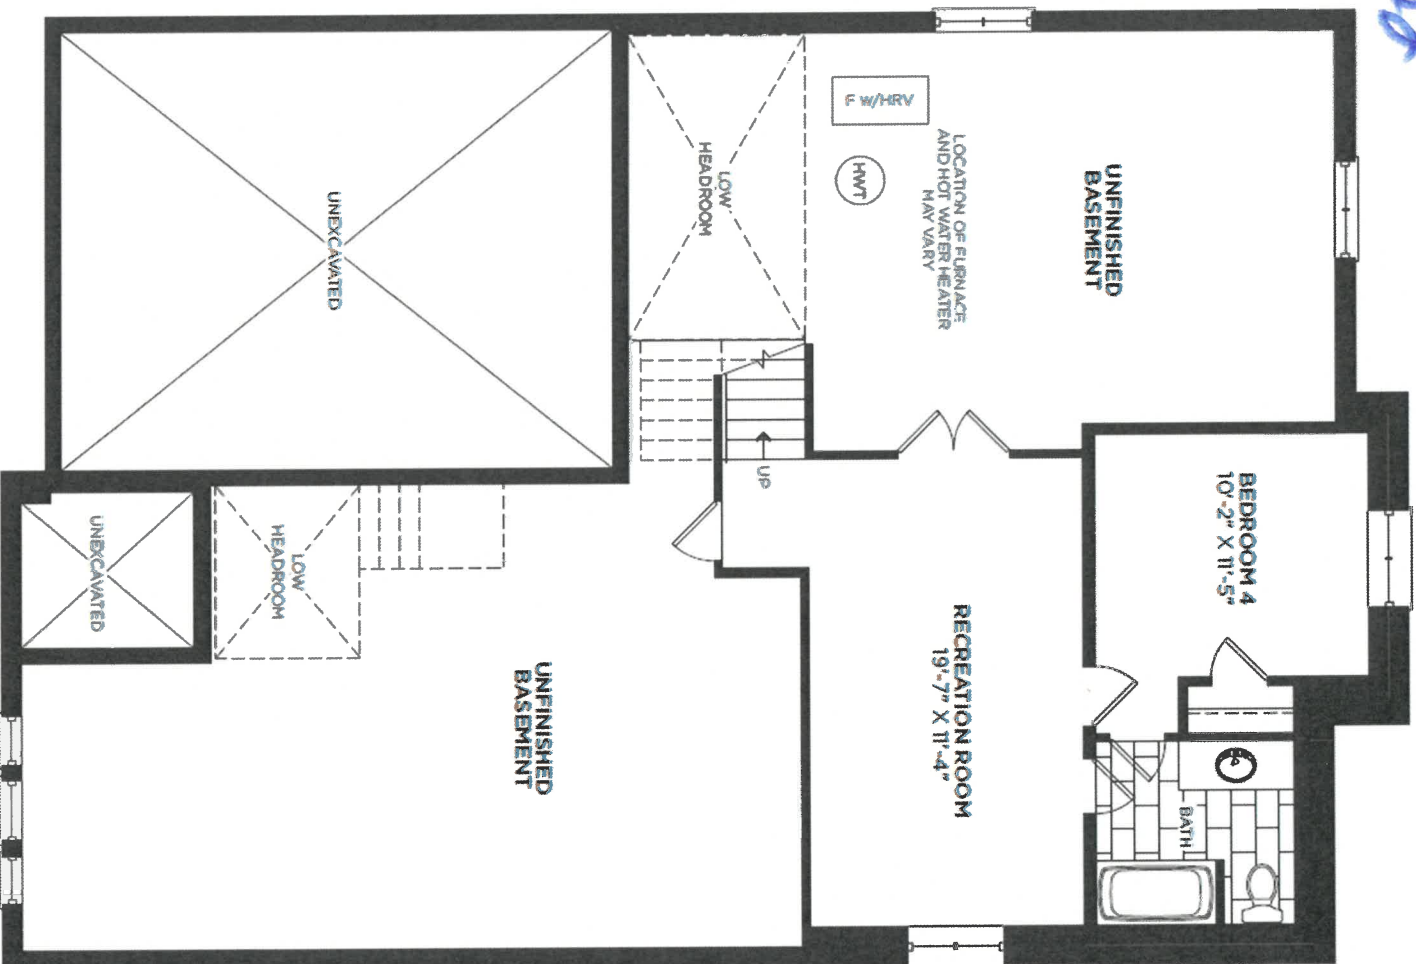 F W/HRV
HWT
LOCATION OF FURNACE
AND HOT WATER HEATER
MAY VARY
LOW
HEADROOM
UNFINISHED
BASEMENT
UNEXCAVATED
UP
BEDROOM 4
10'-2" X 11'-5"
RECREATION ROOM
19'-7" X 11'-4"
BATH
UNFINISHED
BASEMENT
LOW
HEADROOM
UNEXCAVATED